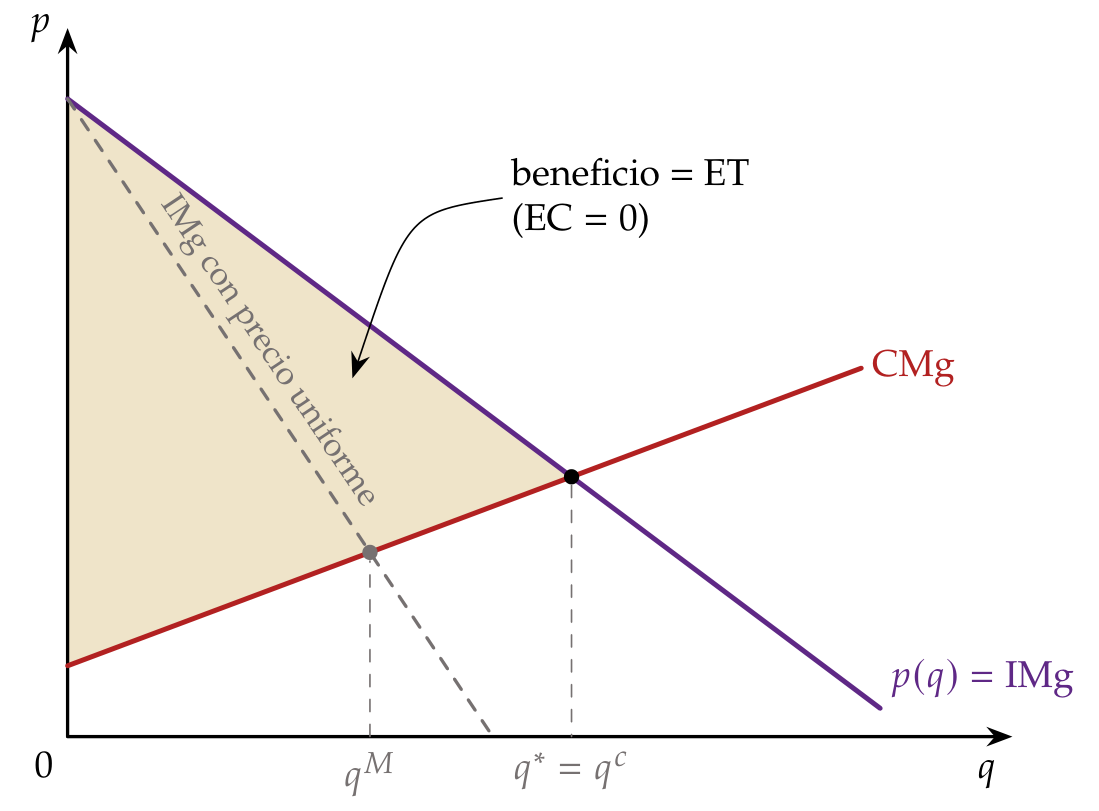 p
beneficio = ET
(EC = 0)
IMg con precio uniforme
CMg
p(q) = IMg
0
q^M
q* = q^c
q